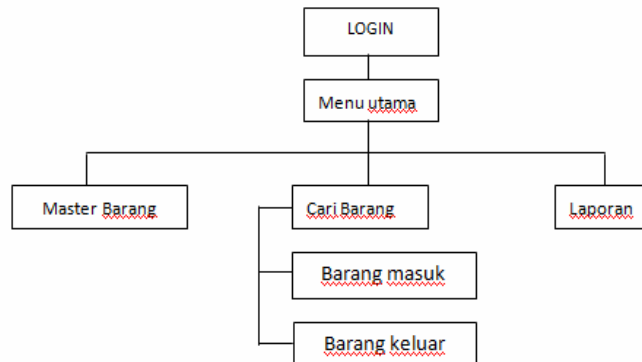 LOGIN
Menu utama
Master Barang
Cari Barang
Laporan
Barang masuk
Barang keluar